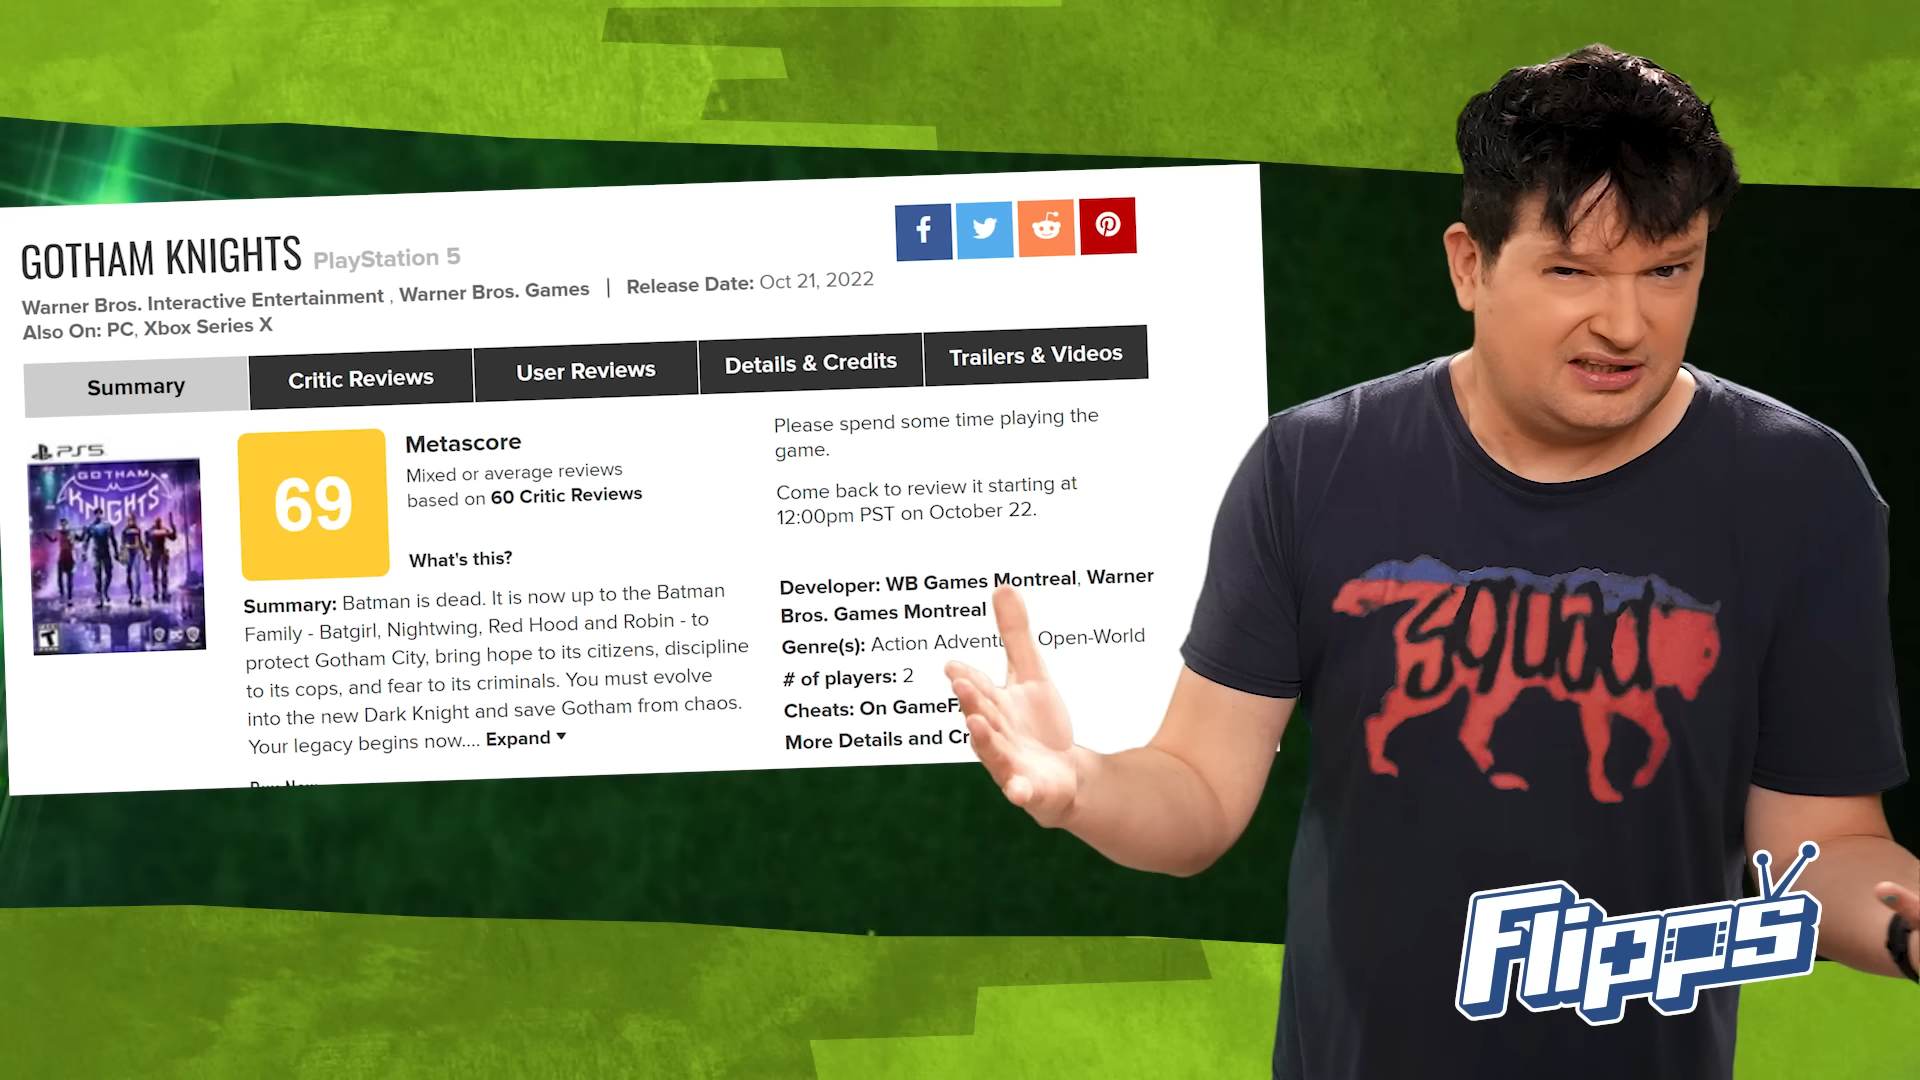 GOTHAM KNIGHTS PlayStation 5
Warner Bros. Interactive Entertainment , Warner Bros. Games | Release Date: Oct 21, 2022
Also On: PC, Xbox Series X
Summary
Critic Reviews
User Reviews
Details & Credits
Trailers & Videos
PS5
GOTHAM
KNIGHTS
T
69
Metascore
Mixed or average reviews
based on 60 Critic Reviews
What's this?
Summary: Batman is dead. It is now up to the Batman
Family - Batgirl, Nightwing, Red Hood and Robin - to
protect Gotham City, bring hope to its citizens, discipline
to its cops, and fear to its criminals. You must evolve
into the new Dark Knight and save Gotham from chaos.
Your legacy begins now.... Expand
Please spend some time playing the
game.
Come back to review it starting at
12:00pm PST on October 22.
Developer: WB Games Montreal, Warner
Bros. Games Montreal
Genre(s): Action Open-World
# of players: 2
Cheats: On
More Details and
squad
Flipps